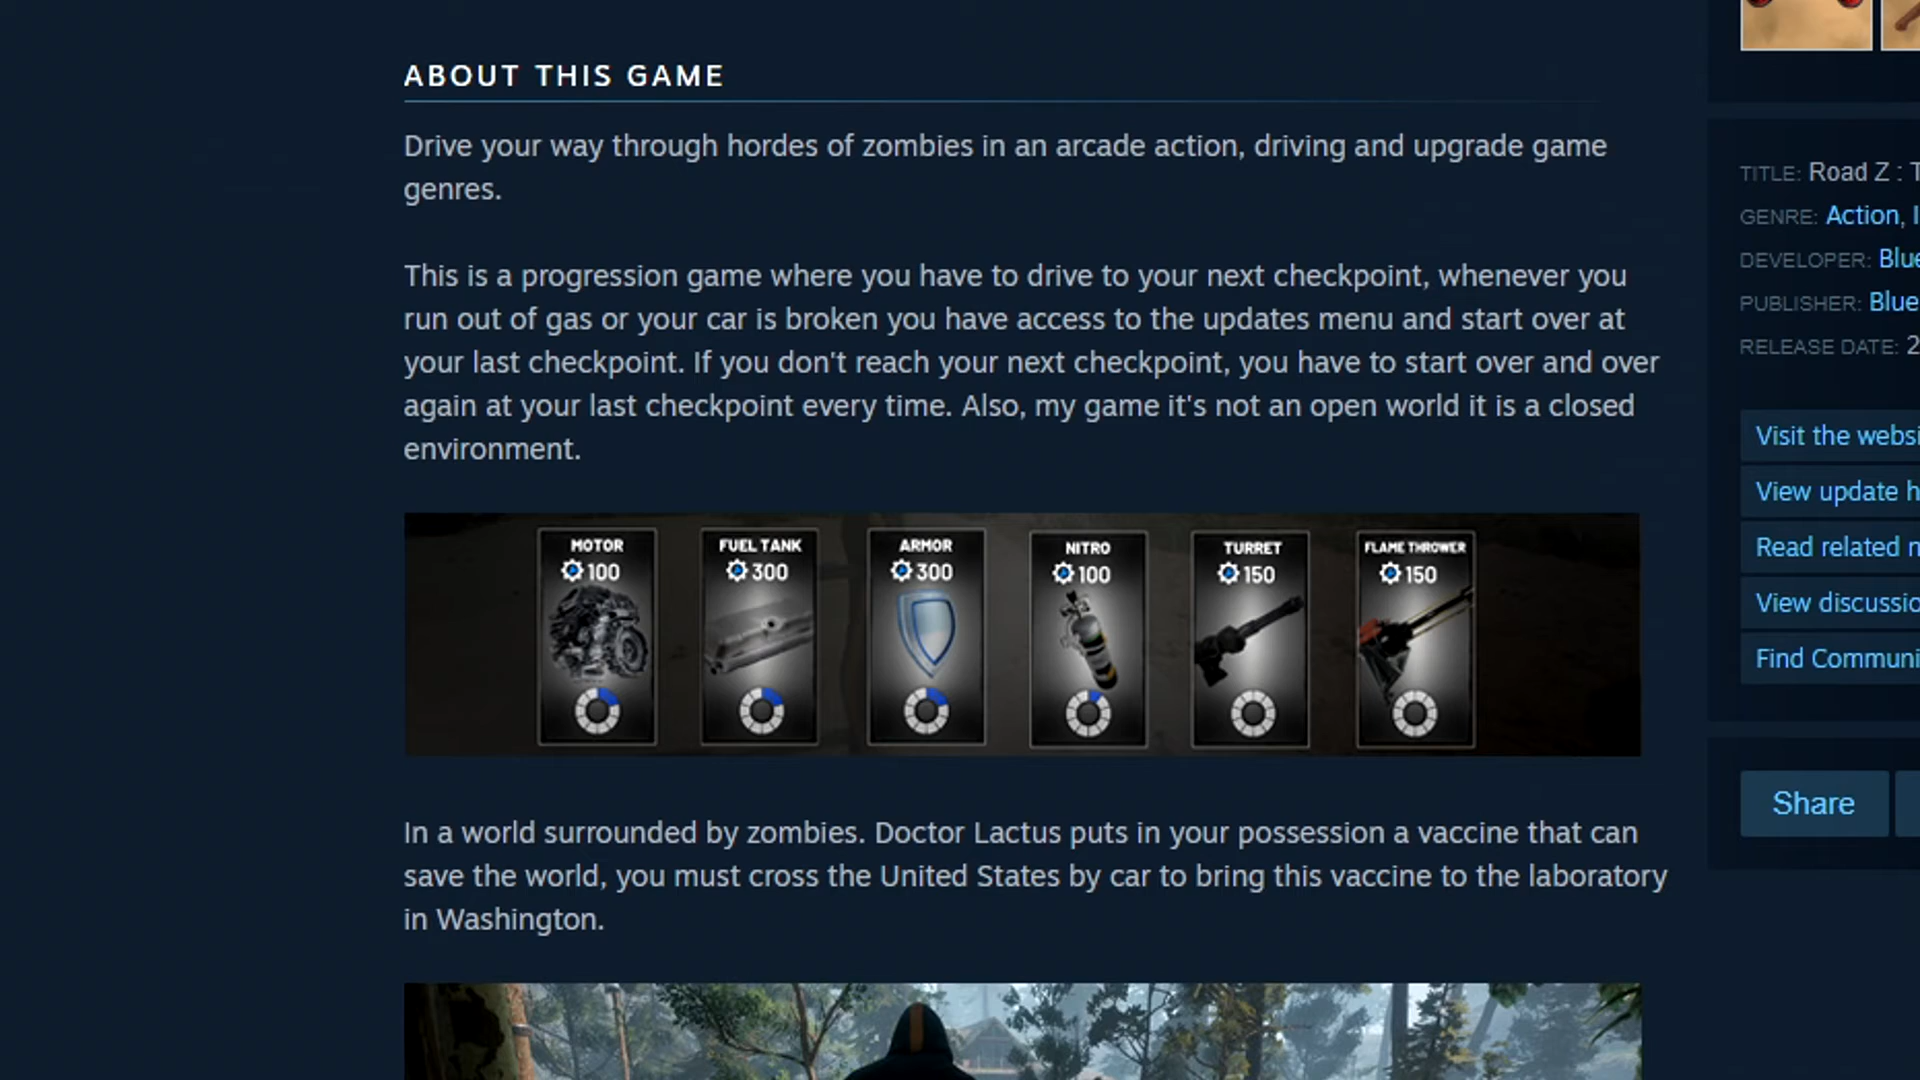 ABOUT THIS GAME
Drive your way through hordes of zombies in an arcade action, driving and upgrade game
genres.
This is a progression game where you have to drive to your next checkpoint, whenever you
run out of gas or your car is broken you have access to the updates menu and start over at
your last checkpoint. If you don't reach your next checkpoint, you have to start over and over
again at your last checkpoint every time. Also, my game it's not an open world it is a closed
environment.
MOTOR
100
FUEL TANK
300
ARMOR
300
NITRO
100
TURRET
150
FLAME THROWER
150
In a world surrounded by zombies. Doctor Lactus puts in your possession a vaccine that can
save the world, you must cross the United States by car to bring this vaccine to the laboratory
in Washington.
TITLE: Road Z :
GENRE: Action,
DEVELOPER: Blue
PUBLISHER: Blue
RELEASE DATE: 2
Visit the
View update
Read related
View
Find
Share